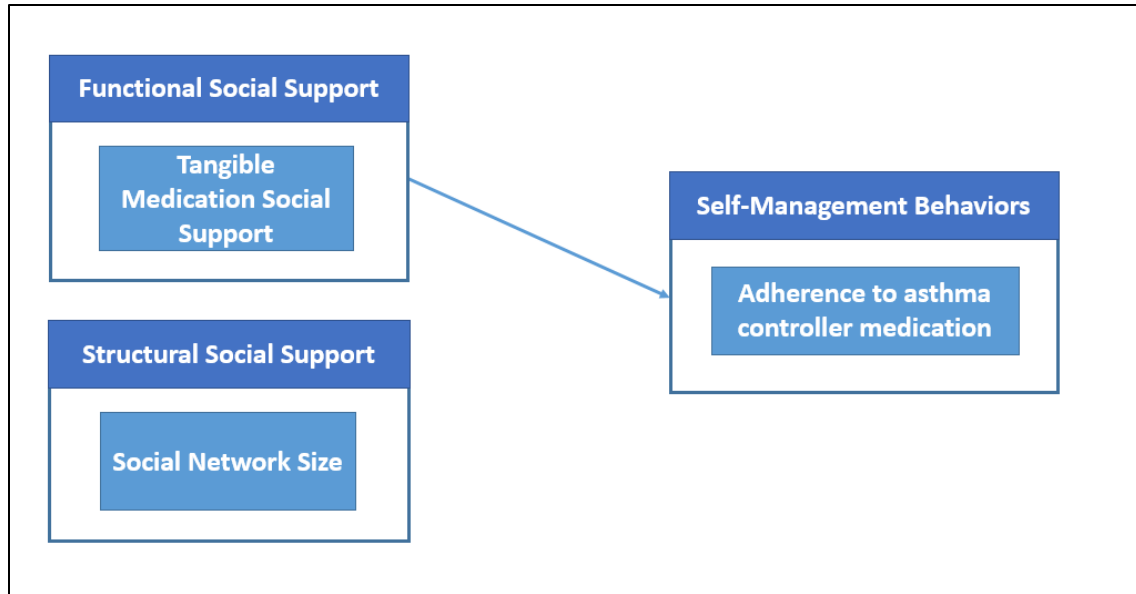 Functional Social Support
Tangible
Medication Social
Support
Structural Social Support
Social Network Size
Self-Management Behaviors
Adherence to asthma
controller medication